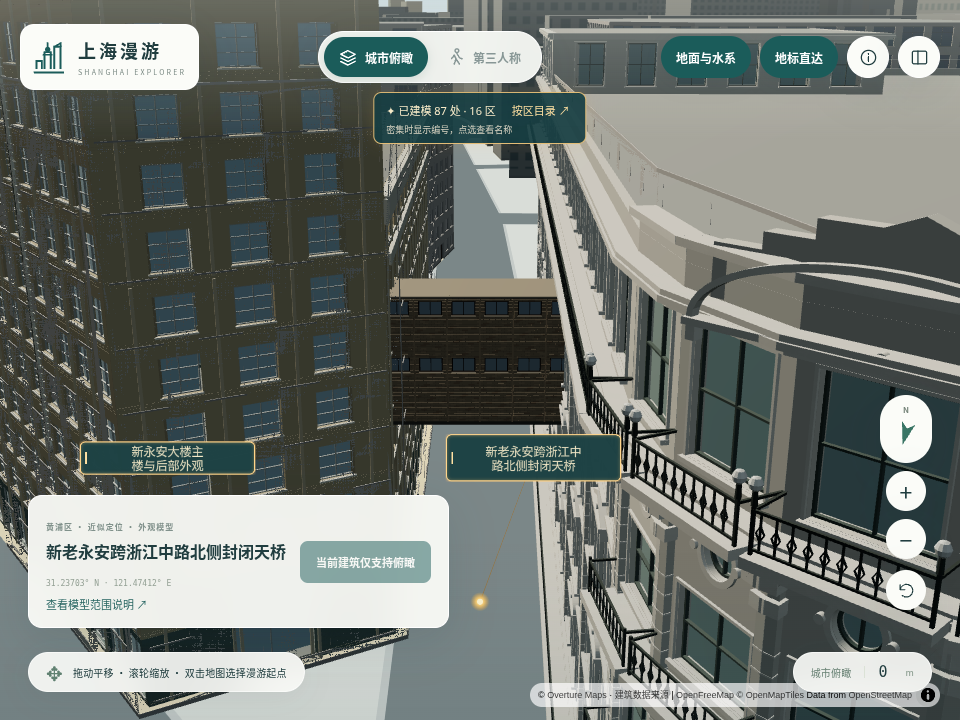 上海漫游
SHANGHAI EXPLORER
城市俯瞰
第三人称
地面与水系
地标直达
✦ 已建模 87 处 · 16 区 按区目录 ↗
密集时显示编号，点选查看名称
新永安大楼主
楼与后部外观
新老永安跨浙江中
路北侧封闭天桥
N
+
−
黄浦区 · 近似定位 · 外观模型
新老永安跨浙江中路北侧封闭天桥
当前建筑仅支持俯瞰
31.23703° N · 121.47412° E
查看模型范围说明 ↗
拖动平移 · 滚轮缩放 · 双击地图选择漫游起点
城市俯瞰 0 m
© Overture Maps · 建筑数据来源 | OpenFreeMap © OpenMapTiles Data from OpenStreetMap